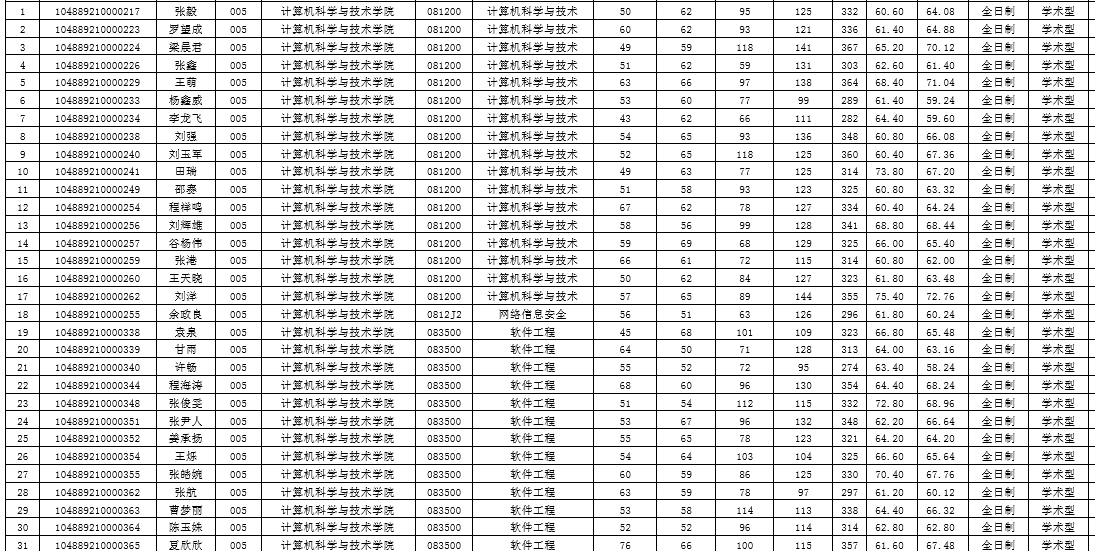 1 104889210000217 张毅 005 计算机科学与技术学院 081200 计算机科学与技术 50 62 95 125 332 60.60 64.08 全日制 学术型
2 104889210000223 罗望成 005 计算机科学与技术学院 081200 计算机科学与技术 60 62 93 121 336 61.40 64.88 全日制 学术型
3 104889210000224 梁晨君 005 计算机科学与技术学院 081200 计算机科学与技术 49 59 118 141 367 65.20 70.12 全日制 学术型
4 104889210000226 张鑫 005 计算机科学与技术学院 081200 计算机科学与技术 51 62 59 131 303 62.60 61.40 全日制 学术型
5 104889210000229 王萌 005 计算机科学与技术学院 081200 计算机科学与技术 63 66 97 138 364 68.40 71.04 全日制 学术型
6 104889210000233 杨鑫威 005 计算机科学与技术学院 081200 计算机科学与技术 53 60 77 99 289 61.40 59.24 全日制 学术型
7 104889210000234 李龙飞 005 计算机科学与技术学院 081200 计算机科学与技术 43 62 66 111 282 64.40 59.60 全日制 学术型
8 104889210000238 刘强 005 计算机科学与技术学院 081200 计算机科学与技术 54 65 93 136 348 60.80 66.08 全日制 学术型
9 104889210000240 刘玉军 005 计算机科学与技术学院 081200 计算机科学与技术 52 65 118 125 360 60.40 67.36 全日制 学术型
10 104889210000241 田瑞 005 计算机科学与技术学院 081200 计算机科学与技术 49 63 77 125 314 73.80 67.20 全日制 学术型
11 104889210000249 邵泰 005 计算机科学与技术学院 081200 计算机科学与技术 51 58 93 123 325 60.80 63.32 全日制 学术型
12 104889210000254 程梓鸣 005 计算机科学与技术学院 081200 计算机科学与技术 67 62 78 127 334 60.40 64.24 全日制 学术型
13 104889210000256 刘辉雄 005 计算机科学与技术学院 081200 计算机科学与技术 58 56 99 128 341 68.80 68.44 全日制 学术型
14 104889210000257 谷杨伟 005 计算机科学与技术学院 081200 计算机科学与技术 59 69 68 129 325 66.00 65.40 全日制 学术型
15 104889210000259 张港 005 计算机科学与技术学院 081200 计算机科学与技术 66 61 72 115 314 60.80 62.00 全日制 学术型
16 104889210000260 王天晓 005 计算机科学与技术学院 081200 计算机科学与技术 50 62 84 127 323 61.80 63.48 全日制 学术型
17 104889210000262 刘洋 005 计算机科学与技术学院 081200 计算机科学与技术 57 65 89 144 355 75.40 72.76 全日制 学术型
18 104889210000255 余政良 005 计算机科学与技术学院 0812J2 网络信息安全 56 51 63 126 296 61.80 60.24 全日制 学术型
19 104889210000338 袁泉 005 计算机科学与技术学院 083500 软件工程 45 68 101 109 323 66.80 65.48 全日制 学术型
20 104889210000339 甘雨 005 计算机科学与技术学院 083500 软件工程 64 50 71 128 313 64.00 63.16 全日制 学术型
21 104889210000340 许畅 005 计算机科学与技术学院 083500 软件工程 55 52 72 95 274 63.40 58.24 全日制 学术型
22 104889210000344 程海涛 005 计算机科学与技术学院 083500 软件工程 68 60 96 130 354 64.40 68.24 全日制 学术型
23 104889210000348 张俊雯 005 计算机科学与技术学院 083500 软件工程 51 54 112 115 332 72.80 68.96 全日制 学术型
24 104889210000351 张尹人 005 计算机科学与技术学院 083500 软件工程 53 67 96 132 348 62.20 66.64 全日制 学术型
25 104889210000352 姜承扬 005 计算机科学与技术学院 083500 软件工程 55 65 78 123 321 64.20 64.20 全日制 学术型
26 104889210000354 王烁 005 计算机科学与技术学院 083500 软件工程 54 64 103 104 325 66.60 65.64 全日制 学术型
27 104889210000355 张皓婉 005 计算机科学与技术学院 083500 软件工程 60 59 86 125 330 70.40 67.76 全日制 学术型
28 104889210000362 张航 005 计算机科学与技术学院 083500 软件工程 63 59 78 97 297 61.20 60.12 全日制 学术型
29 104889210000363 曹梦丽 005 计算机科学与技术学院 083500 软件工程 53 58 114 113 338 64.40 66.32 全日制 学术型
30 104889210000364 陈玉姝 005 计算机科学与技术学院 083500 软件工程 52 52 96 114 314 62.80 62.80 全日制 学术型
31 104889210000365 夏欣欣 005 计算机科学与技术学院 083500 软件工程 76 66 100 115 357 61.60 67.48 全日制 学术型